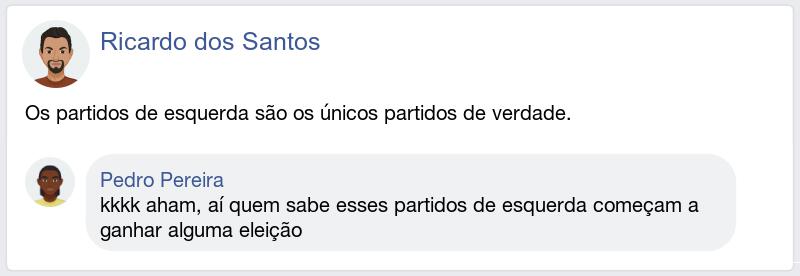 Ricardo dos Santos
Os partidos de esquerda são os únicos partidos de verdade.
Pedro Pereira
kkkk aham, aí quem sabe esses partidos de esquerda começam a
ganhar alguma eleição